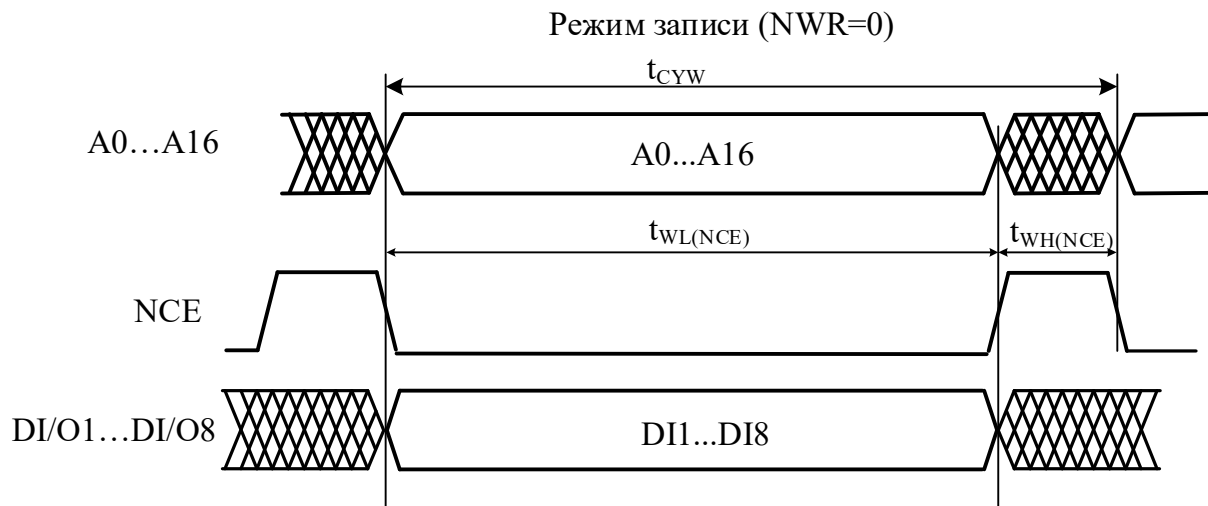 Режим записи (NWR=0)
tCYW
A0…A16
A0...A16
tWL(NCE)
tWH(NCE)
NCE
DI/O1…DI/O8
DI1...DI8